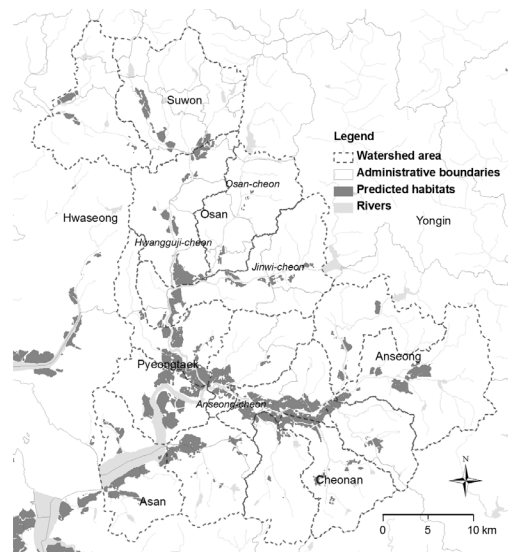 Suwon
Legend
Watershed area
Administrative boundaries
Predicted habitats
Rivers
Osan-cheon
Hwaseong
Osan
Yongin
Hwangguji-cheon
Jinwi-cheon
Pyeongtaek
Anseong
Anseong-cheon
Cheonan
Asan
N
0 5 10 km